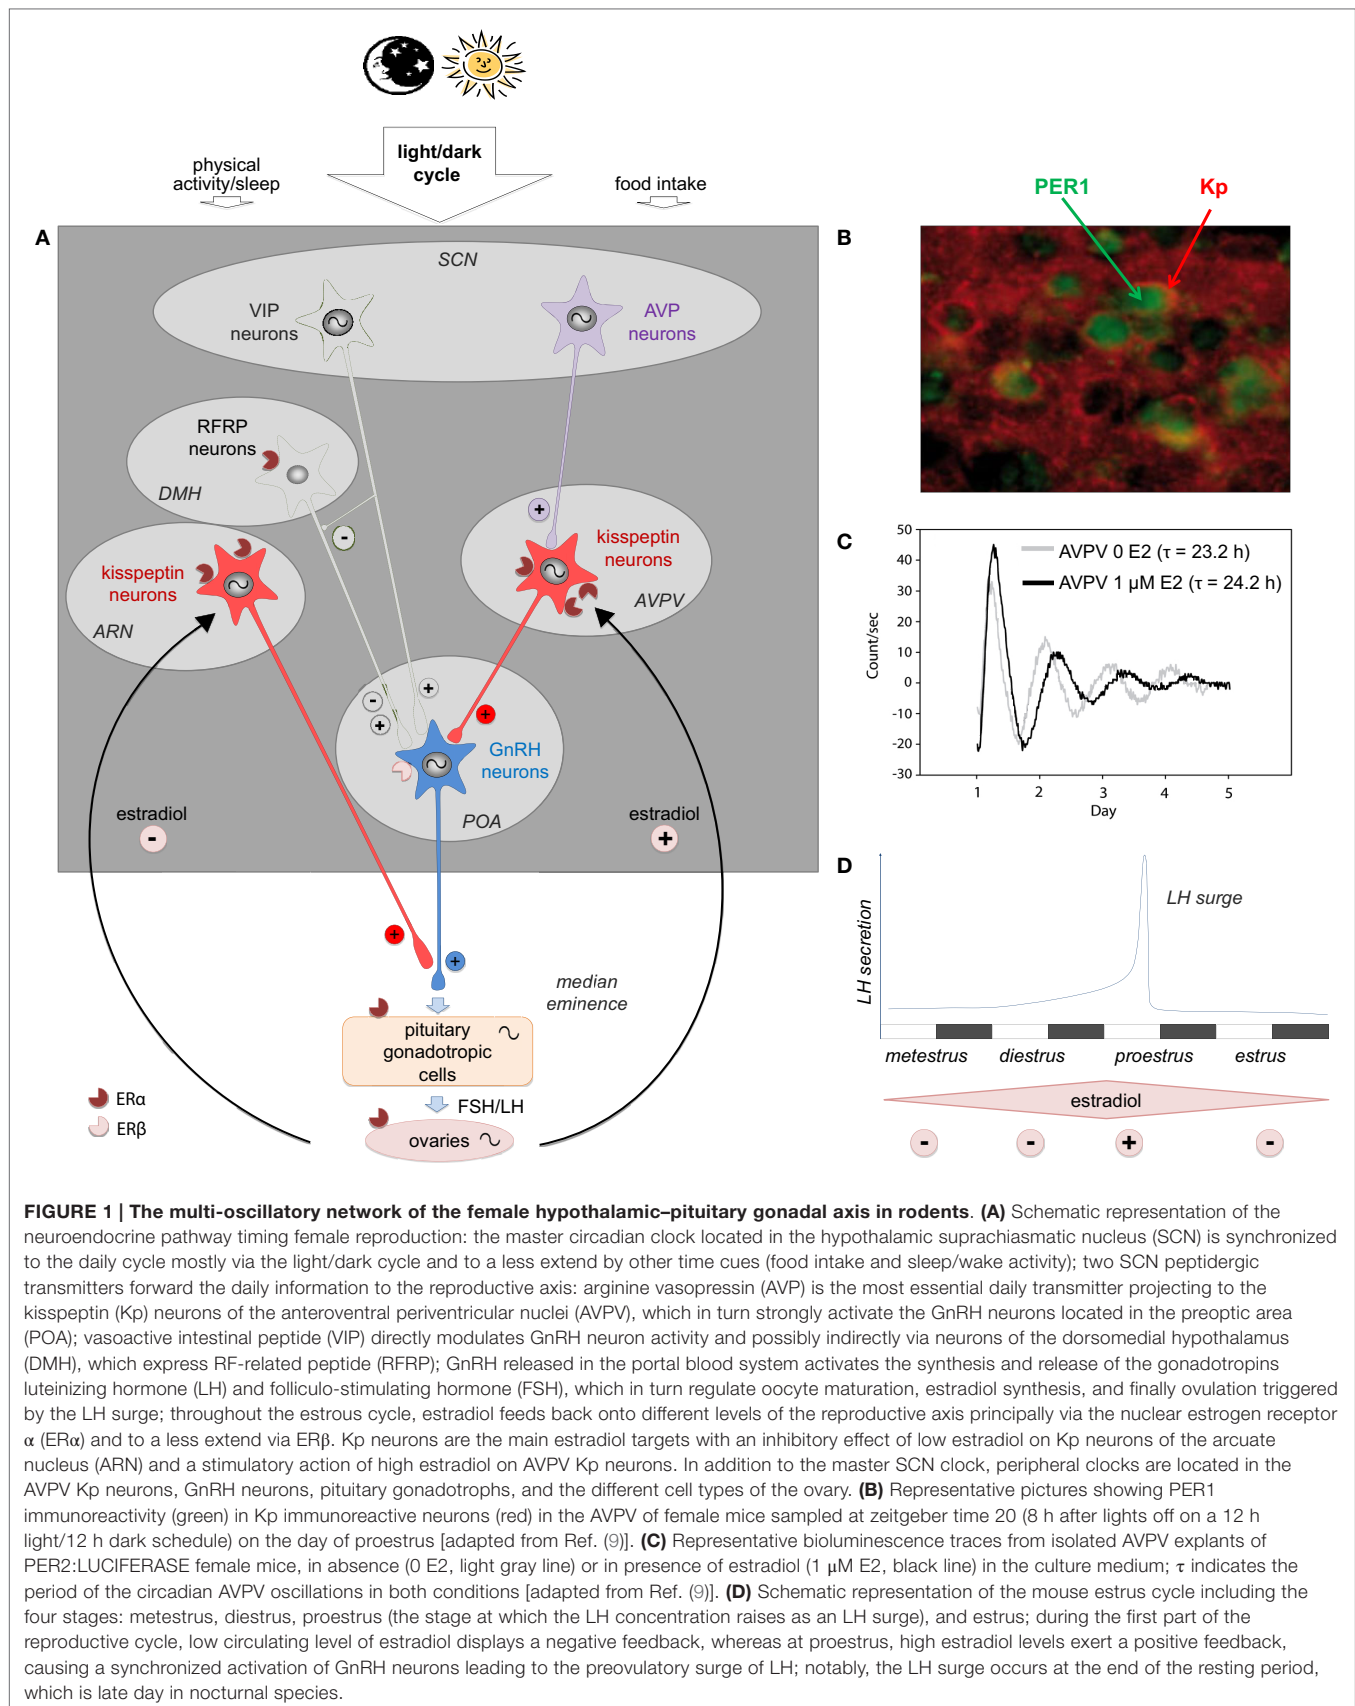 light/dark
cycle
physical
activity/sleep
food intake
A
SCN
VIP
neurons
AVP
neurons
RFRP
neurons
DMH
-
+
kisspeptin
neurons
ARN
kisspeptin
neurons
AVPV
-
+
+
+
GnRH
neurons
POA
estradiol
-
estradiol
+
+
+
median
eminence
pituitary
gonadotropic
cells
FSH/LH
ovaries
ERα
ERβ
B
PER1
Kp
C
50
40
30
20
10
0
-10
-20
-30
Count/sec
AVPV 0 E2 (τ = 23.2 h)
AVPV 1 μM E2 (τ = 24.2 h)
1 2 3 4 5
Day
D
LH secretion
LH surge
metestrus diestrus proestrus estrus
estradiol
- - + -
FIGURE 1 | The multi-oscillatory network of the female hypothalamic–pituitary gonadal axis in rodents. (A) Schematic representation of the
neuroendocrine pathway timing female reproduction: the master circadian clock located in the hypothalamic suprachiasmatic nucleus (SCN) is synchronized
to the daily cycle mostly via the light/dark cycle and to a less extend by other time cues (food intake and sleep/wake activity); two SCN peptidergic
transmitters forward the daily information to the reproductive axis: arginine vasopressin (AVP) is the most essential daily transmitter projecting to the
kisspeptin (Kp) neurons of the anteroventral periventricular nuclei (AVPV), which in turn strongly activate the GnRH neurons located in the preoptic area
(POA); vasoactive intestinal peptide (VIP) directly modulates GnRH neuron activity and possibly indirectly via neurons of the dorsomedial hypothalamus
(DMH), which express RF-related peptide (RFRP); GnRH released in the portal blood system activates the synthesis and release of the gonadotropins
luteinizing hormone (LH) and folliculo-stimulating hormone (FSH), which in turn regulate oocyte maturation, estradiol synthesis, and finally ovulation triggered
by the LH surge; throughout the estrous cycle, estradiol feeds back onto different levels of the reproductive axis principally via the nuclear estrogen receptor
α (ERα) and to a less extend via ERβ. Kp neurons are the main estradiol targets with an inhibitory effect of low estradiol on Kp neurons of the arcuate
nucleus (ARN) and a stimulatory action of high estradiol on AVPV Kp neurons. In addition to the master SCN clock, peripheral clocks are located in the
AVPV Kp neurons, GnRH neurons, pituitary gonadotrophs, and the different cell types of the ovary. (B) Representative pictures showing PER1
immunoreactivity (green) in Kp immunoreactive neurons (red) in the AVPV of female mice sampled at zeitgeber time 20 (8 h after lights off on a 12 h
light/12 h dark schedule) on the day of proestrus [adapted from Ref. (9)]. (C) Representative bioluminescence traces from isolated AVPV explants of
PER2:LUCIFERASE female mice, in absence (0 E2, light gray line) or in presence of estradiol (1 μM E2, black line) in the culture medium; τ indicates the
period of the circadian AVPV oscillations in both conditions [adapted from Ref. (9)]. (D) Schematic representation of the mouse estrus cycle including the
four stages: metestrus, diestrus, proestrus (the stage at which the LH concentration raises as an LH surge), and estrus; during the first part of the
reproductive cycle, low circulating level of estradiol displays a negative feedback, whereas at proestrus, high estradiol levels exert a positive feedback,
causing a synchronized activation of GnRH neurons leading to the preovulatory surge of LH; notably, the LH surge occurs at the end of the resting period,
which is late day in nocturnal species.